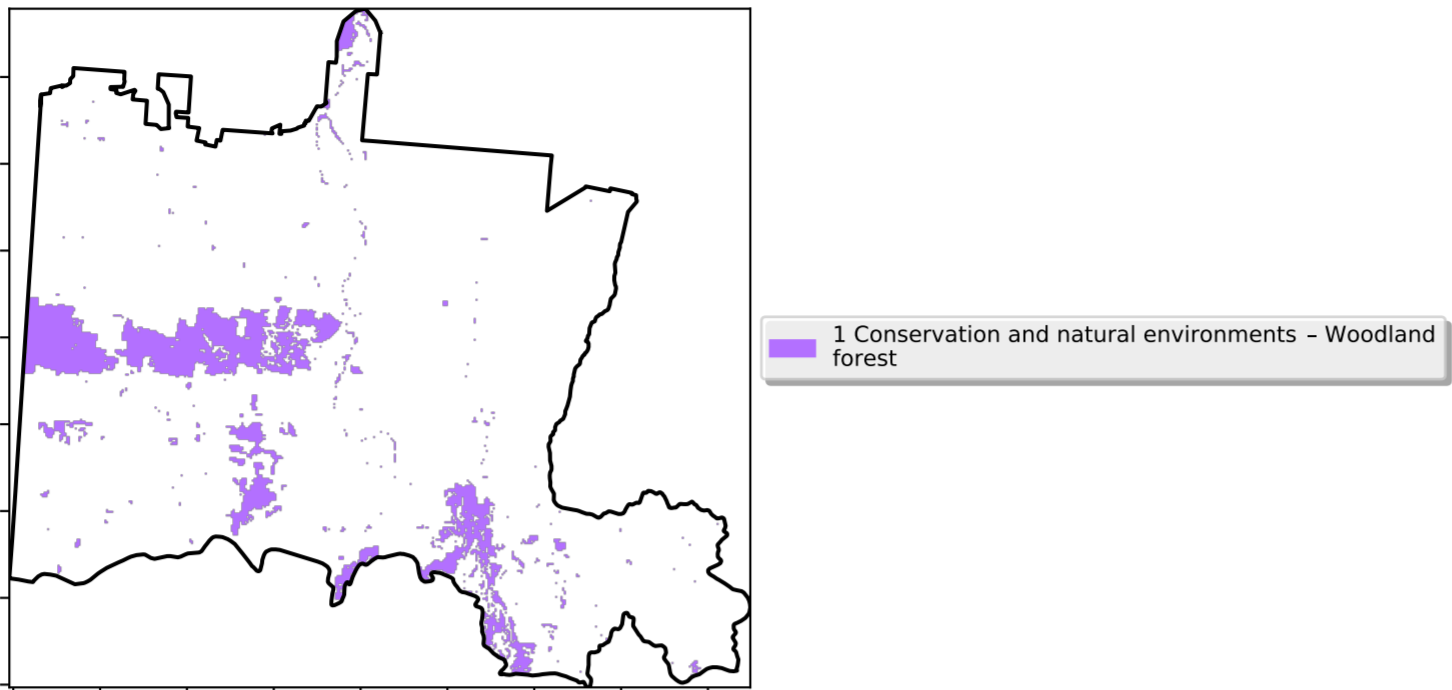 1 Conservation and natural environments – Woodland
forest